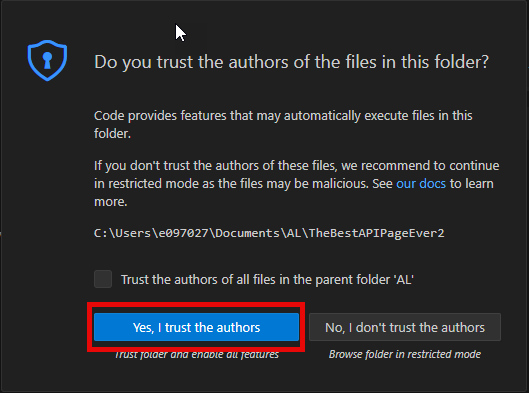 Do you trust the authors of the files in this folder?
Code provides features that may automatically execute files in this
folder.
If you don't trust the authors of these files, we recommend to continue
in restricted mode as the files may be malicious. See our docs to learn
more.
C:\Users\e097027\Documents\AL\TheBestAPIPageEver2
Trust the authors of all files in the parent folder 'AL'
Yes, I trust the authors
No, I don't trust the authors
Trust folder and enable all features
Browse folder in restricted mode